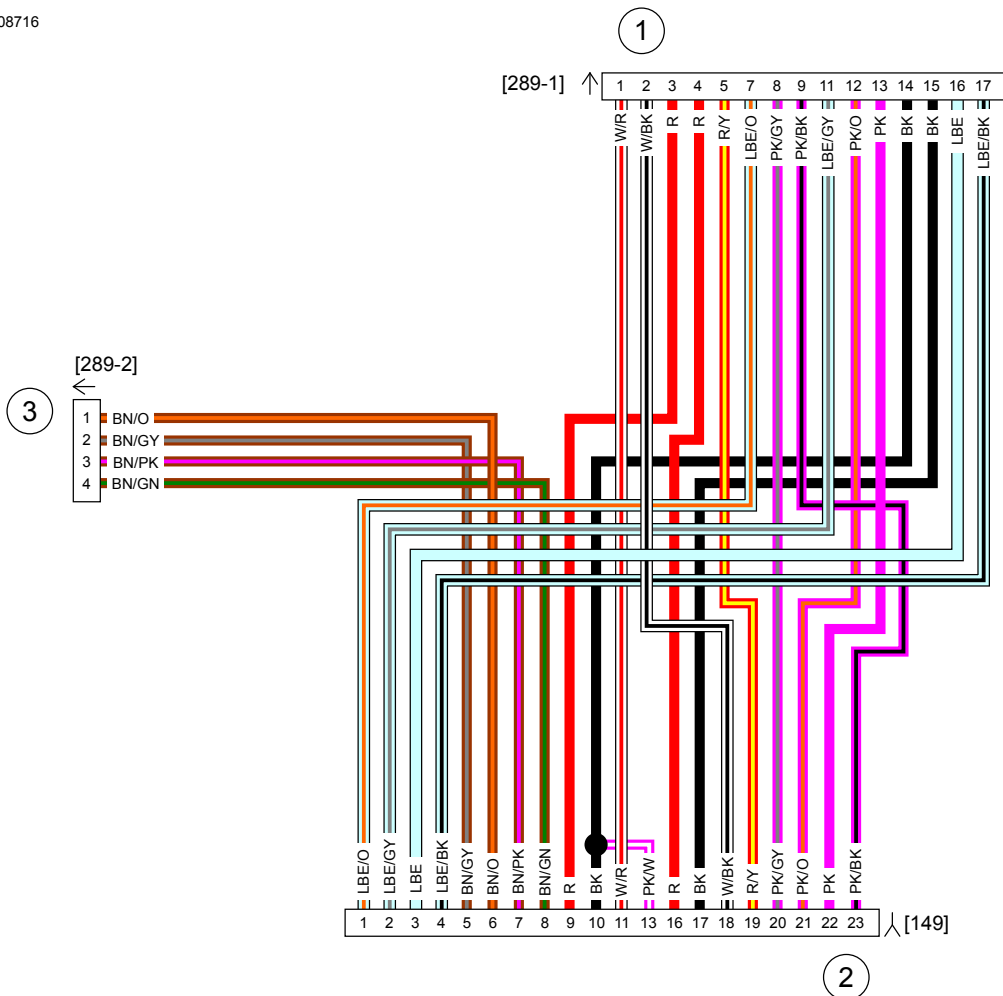 08716
1
[289-1] 1 2 3 4 5 7 8 9 11 12 13 14 15 16 17
W/R W/BK R R R/Y LBE/O PK/GY PK/BK LBE/GY PK/O PK BK BK LBE LBE/BK
[289-2]
3
1 BN/O
2 BN/GY
3 BN/PK
4 BN/GN
LBE/O LBE/GY LBE LBE/BK BN/GY BN/O BN/PK BN/GN R BK W/R PK/W R BK W/BK R/Y PK/GY PK/O PK PK/BK
1 2 3 4 5 6 7 8 9 10 11 13 16 17 18 19 20 21 22 23 [149]
2